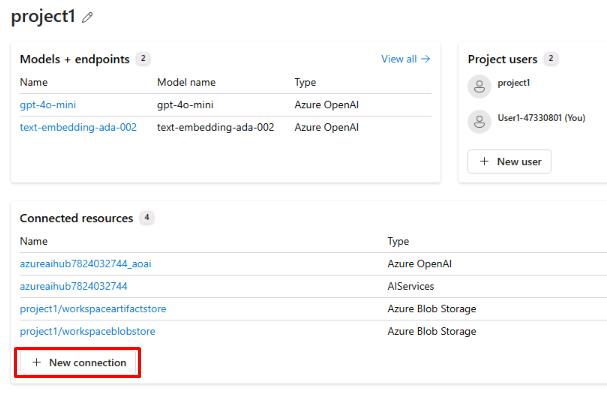 project1
Models + endpoints 2 View all →
Name Model name Type
gpt-4o-mini gpt-4o-mini Azure OpenAI
text-embedding-ada-002 text-embedding-ada-002 Azure OpenAI
Project users 2
project1
User1-47330801 (You)
+ New user
Connected resources 4
Name Type
azureaihub7824032744_aoai Azure OpenAI
azureaihub7824032744 AIServices
project1/workspaceartifactstore Azure Blob Storage
project1/workspaceblobstore Azure Blob Storage
+ New connection